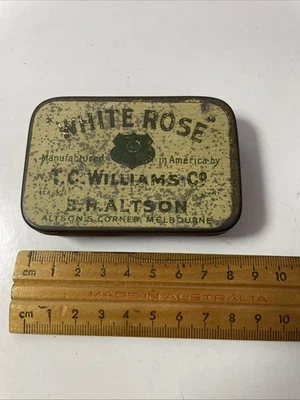 "WHITE ROSE"
Manufactured in America by
T.C. WILLIAMS Co
B.H. ALTSON
ALTSON'S CORNER, MELBOURNE
cm 1 2 3 4 5 6 7 8 9 10
MADE IN AUSTRALIA
cm 1 2 3 4 5 6 7 8 9 10